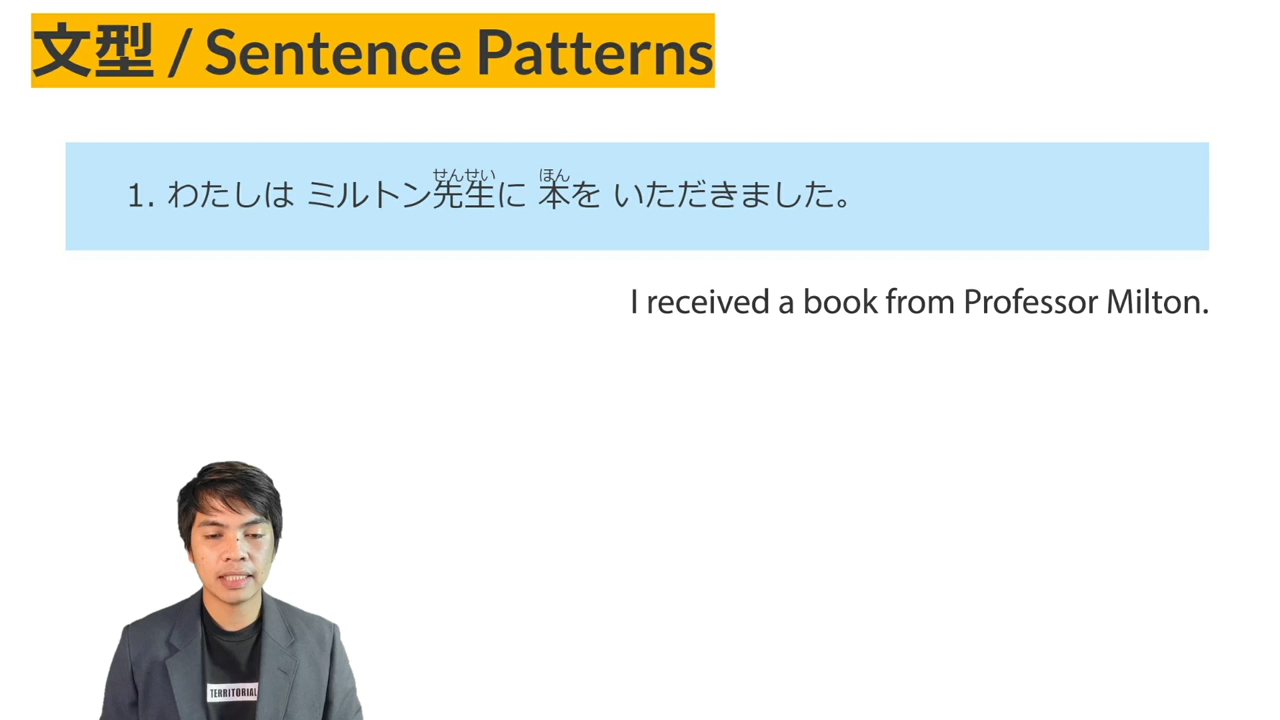 文型 / Sentence Patterns
せんせい ほん
1. わたしは ミルトン先生に 本を いただきました。
I received a book from Professor Milton.
TERRITORIAL